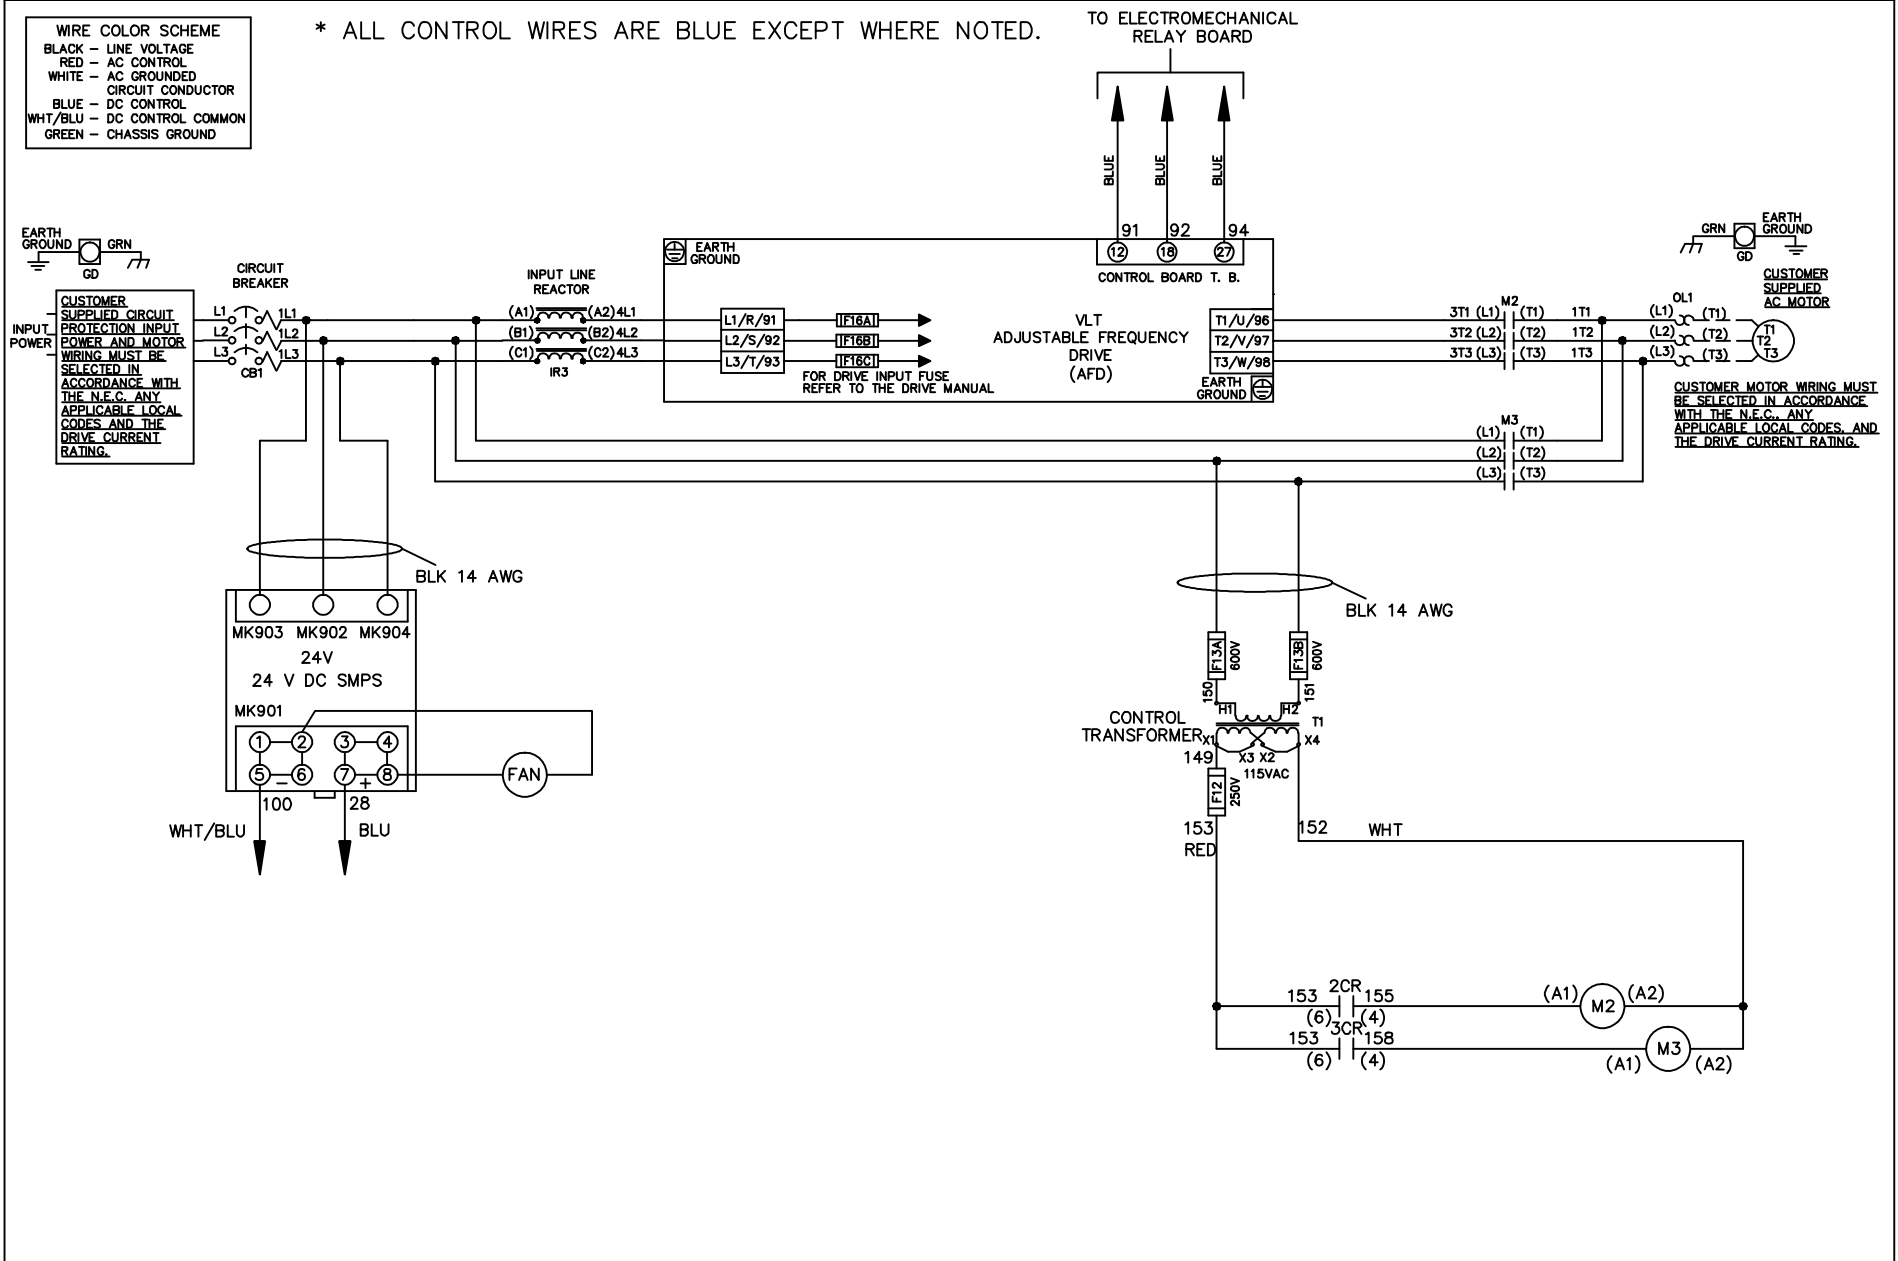 WIRE COLOR SCHEME
BLACK – LINE VOLTAGE
RED – AC CONTROL
WHITE – AC GROUNDED
CIRCUIT CONDUCTOR
BLUE – DC CONTROL
WHT/BLU – DC CONTROL COMMON
GREEN – CHASSIS GROUND
* ALL CONTROL WIRES ARE BLUE EXCEPT WHERE NOTED.
TO ELECTROMECHANICAL
RELAY BOARD
BLUE
BLUE
BLUE
91
92
94
12
18
27
CONTROL BOARD T. B.
EARTH
GROUND
GRN
GD
CIRCUIT
BREAKER
INPUT
POWER
CUSTOMER
SUPPLIED CIRCUIT
PROTECTION INPUT
POWER AND MOTOR
WIRING MUST BE
SELECTED IN
ACCORDANCE WITH
THE N.E.C. ANY
APPLICABLE LOCAL
CODES AND THE
DRIVE CURRENT
RATING.
L1
L2
L3
CB1
1L1
1L2
1L3
INPUT LINE
REACTOR
(A1)
(A2)
4L1
(B1)
(B2)
4L2
(C1)
(C2)
4L3
IR3
EARTH
GROUND
L1/R/91
L2/S/92
L3/T/93
IF16A
IF16B
IF16C
FOR DRIVE INPUT FUSE
REFER TO THE DRIVE MANUAL
VLT
ADJUSTABLE FREQUENCY
DRIVE
(AFD)
T1/U/96
T2/V/97
T3/W/98
EARTH
GROUND
M2
3T1 (L1) (T1) 1T1
3T2 (L2) (T2) 1T2
3T3 (L3) (T3) 1T3
OL1
(L1) (T1)
(L2) (T2)
(L3) (T3)
T1
T2
T3
GRN
GD
EARTH
GROUND
CUSTOMER
SUPPLIED
AC MOTOR
CUSTOMER MOTOR WIRING MUST
BE SELECTED IN ACCORDANCE
WITH THE N.E.C., ANY
APPLICABLE LOCAL CODES, AND
THE DRIVE CURRENT RATING.
M3
(L1) (T1)
(L2) (T2)
(L3) (T3)
BLK 14 AWG
MK903 MK902 MK904
24V
24 V DC SMPS
MK901
1
2
3
4
5
–
6
7
+
8
FAN
100
28
WHT/BLU
BLU
BLK 14 AWG
F13A
600V
F13B
600V
150
151
H1
H2
T1
CONTROL
TRANSFORMER
X1
X4
X3 X2
149
115VAC
F12
250V
153
RED
152
WHT
2CR
153
155
(6)
(4)
(A1)
M2
(A2)
3CR
153
158
(6)
(4)
(A1)
M3
(A2)